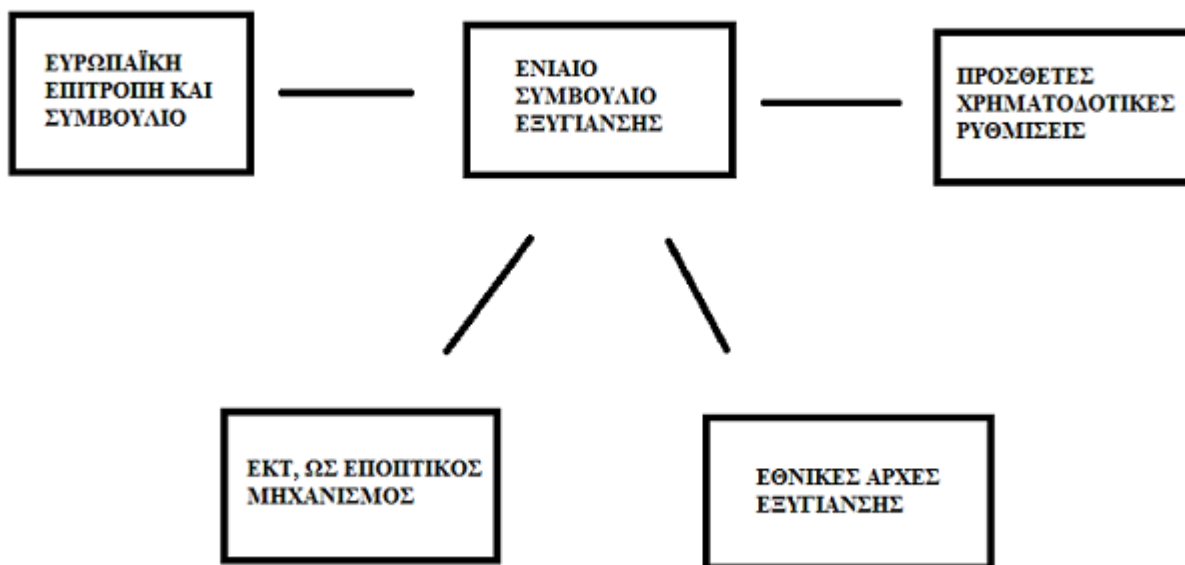 ΕΥΡΩΠΑΪΚΗ
ΕΠΙΤΡΟΠΗ ΚΑΙ
ΣΥΜΒΟΥΛΙΟ
ΕΝΙΑΙΟ
ΣΥΜΒΟΥΛΙΟ
ΕΞΥΓΙΑΝΣΗΣ
ΠΡΟΣΘΕΤΕΣ
ΧΡΗΜΑΤΟΔΟΤΙΚΕΣ
ΡΥΘΜΙΣΕΙΣ
ΕΚΤ, ΩΣ ΕΠΟΠΤΙΚΟΣ
ΜΗΧΑΝΙΣΜΟΣ
ΕΘΝΙΚΕΣ ΑΡΧΕΣ
ΕΞΥΓΙΑΝΣΗΣ